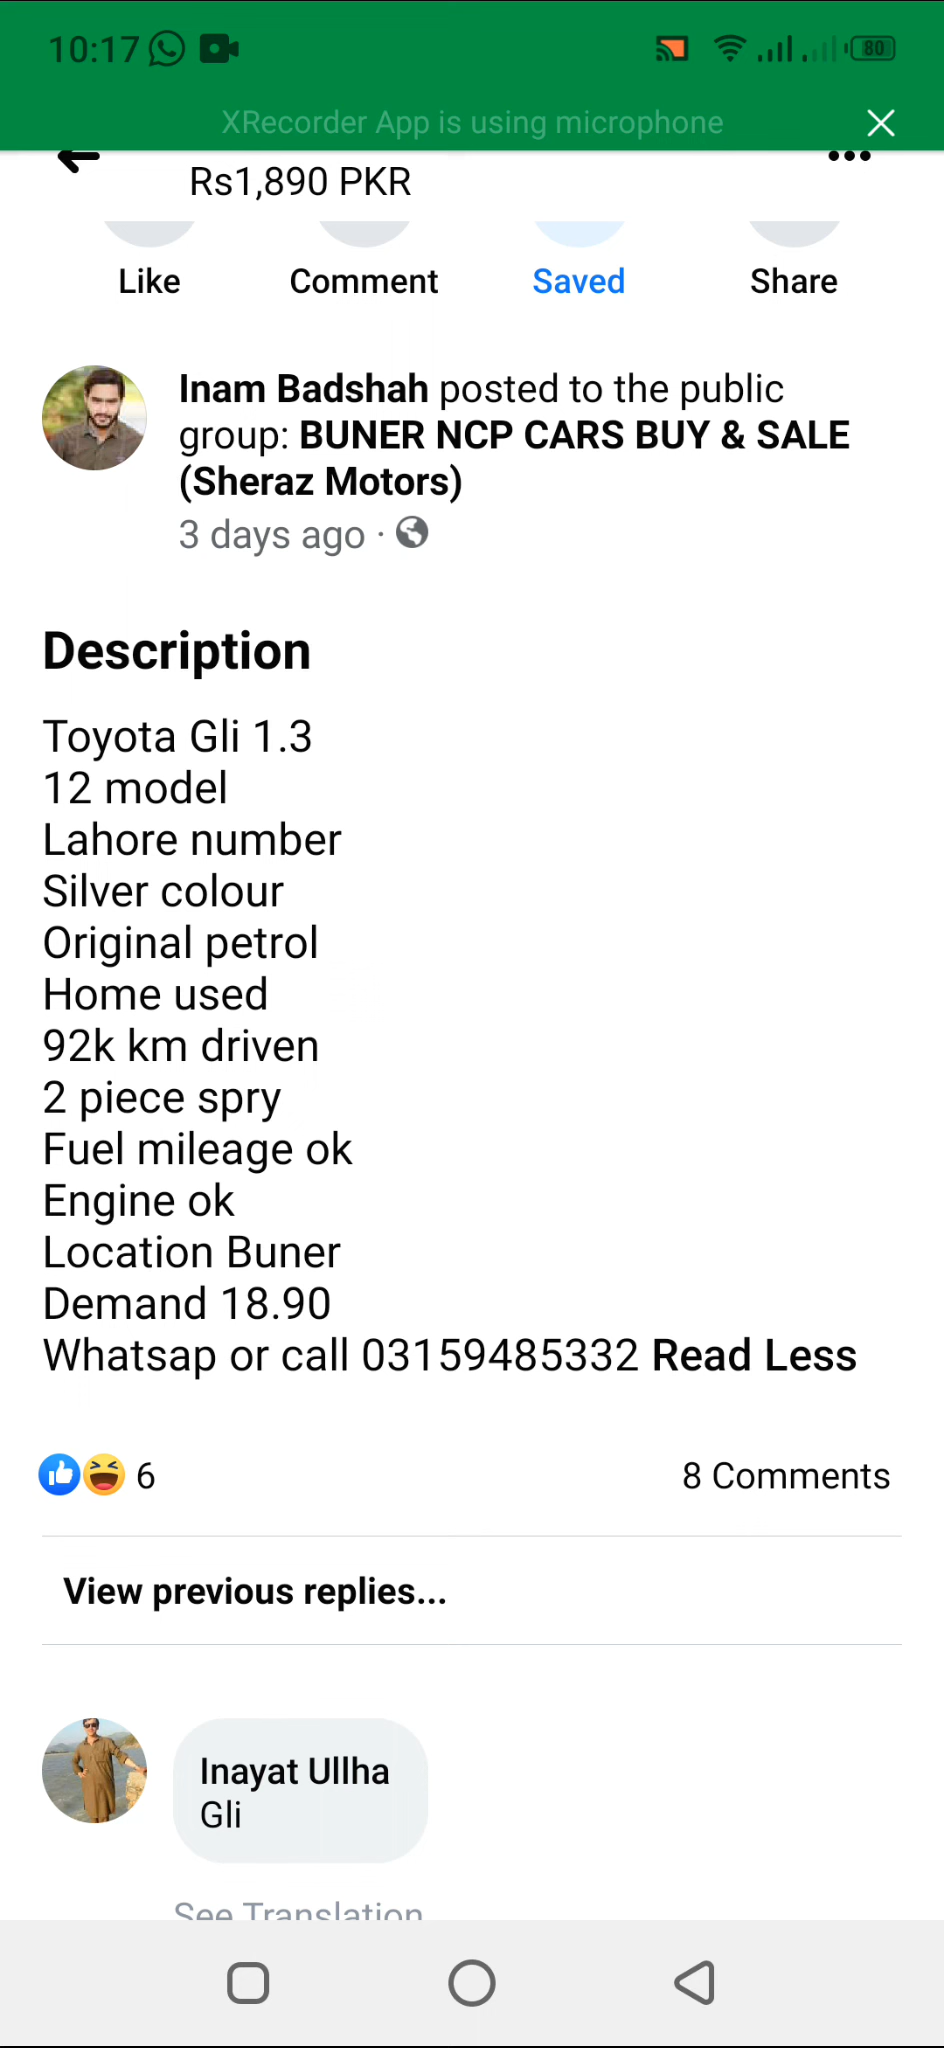 10:17
80
XRecorder App is using microphone
Rs1,890 PKR
Like Comment Saved Share
Inam Badshah posted to the public
group: BUNER NCP CARS BUY & SALE
(Sheraz Motors)
3 days ago ·
Description
Toyota Gli 1.3
12 model
Lahore number
Silver colour
Original petrol
Home used
92k km driven
2 piece spry
Fuel mileage ok
Engine ok
Location Buner
Demand 18.90
Whatsap or call 03159485332 Read Less
6 8 Comments
View previous replies...
Inayat Ullha
Gli
See Translation